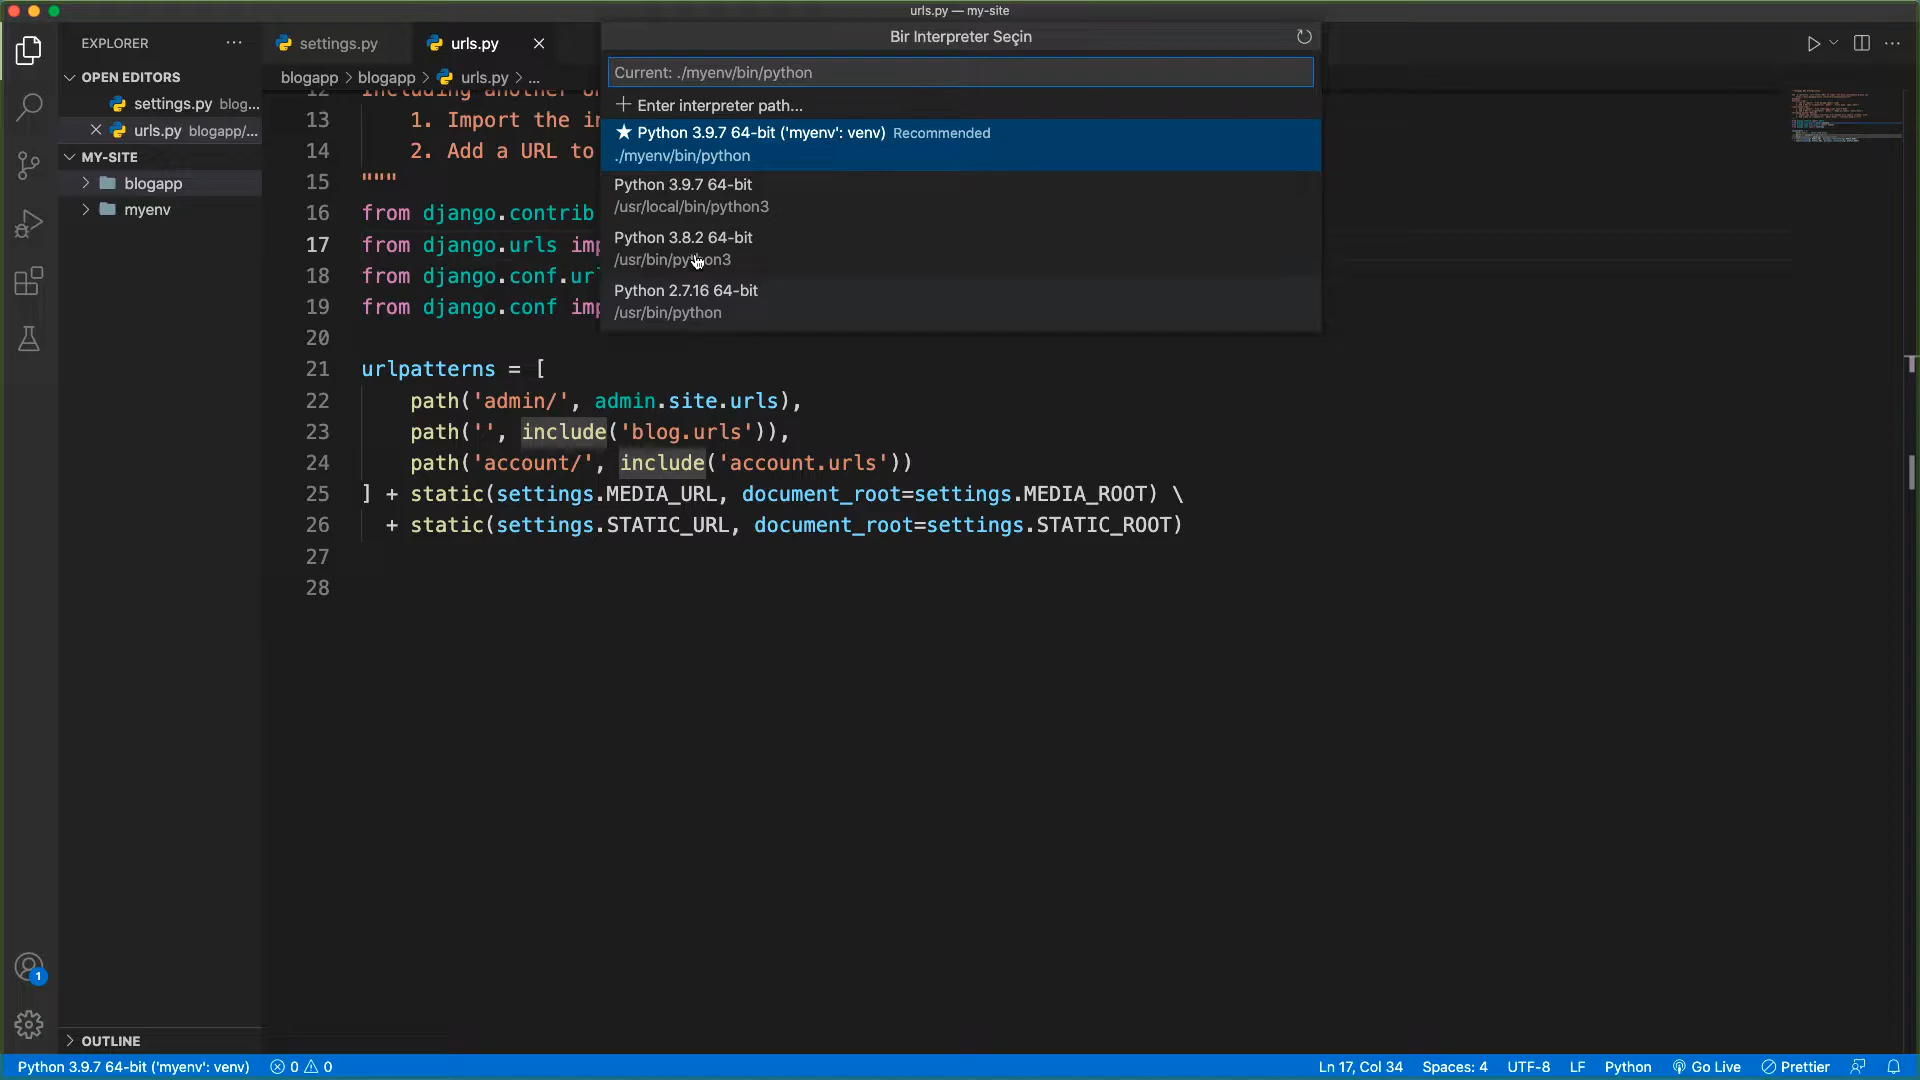 urls.py — my-site
EXPLORER
settings.py
urls.py
Bir Interpreter Seçin
OPEN EDITORS
settings.py blog...
urls.py blogapp/...
MY-SITE
blogapp
myenv
OUTLINE
blogapp > blogapp > urls.py > ...
Current: ./myenv/bin/python
Enter interpreter path...
Python 3.9.7 64-bit ('myenv': venv) Recommended
./myenv/bin/python
Python 3.9.7 64-bit
/usr/local/bin/python3
Python 3.8.2 64-bit
/usr/bin/python3
Python 2.7.16 64-bit
/usr/bin/python
12 Including another
13 1. Import the
14 2. Add a URL to
15 """
16 from django.contrib
17 from django.urls
18 from django.conf.url
19 from django.conf
20
21 urlpatterns = [
22 path('admin/', admin.site.urls),
23 path('', include('blog.urls')),
24 path('account/', include('account.urls'))
25 ] + static(settings.MEDIA_URL, document_root=settings.MEDIA_ROOT) \
26 + static(settings.STATIC_URL, document_root=settings.STATIC_ROOT)
27
28
1
Python 3.9.7 64-bit ('myenv': venv) 0 0 Ln 17, Col 34 Spaces: 4 UTF-8 LF Python Go Live Prettier